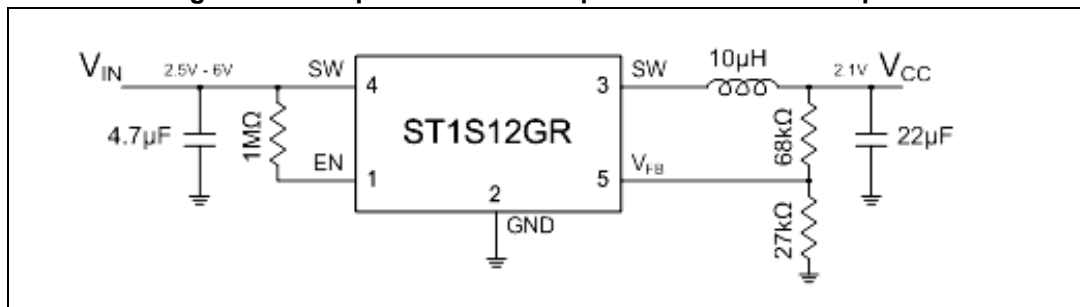 V_IN 2.5V - 6V SW 4 3 SW 10µH 2.1V V_CC
4.7µF 1MΩ ST1S12GR 68kΩ 22µF
EN 1 5 V_FB
2
GND 27kΩ